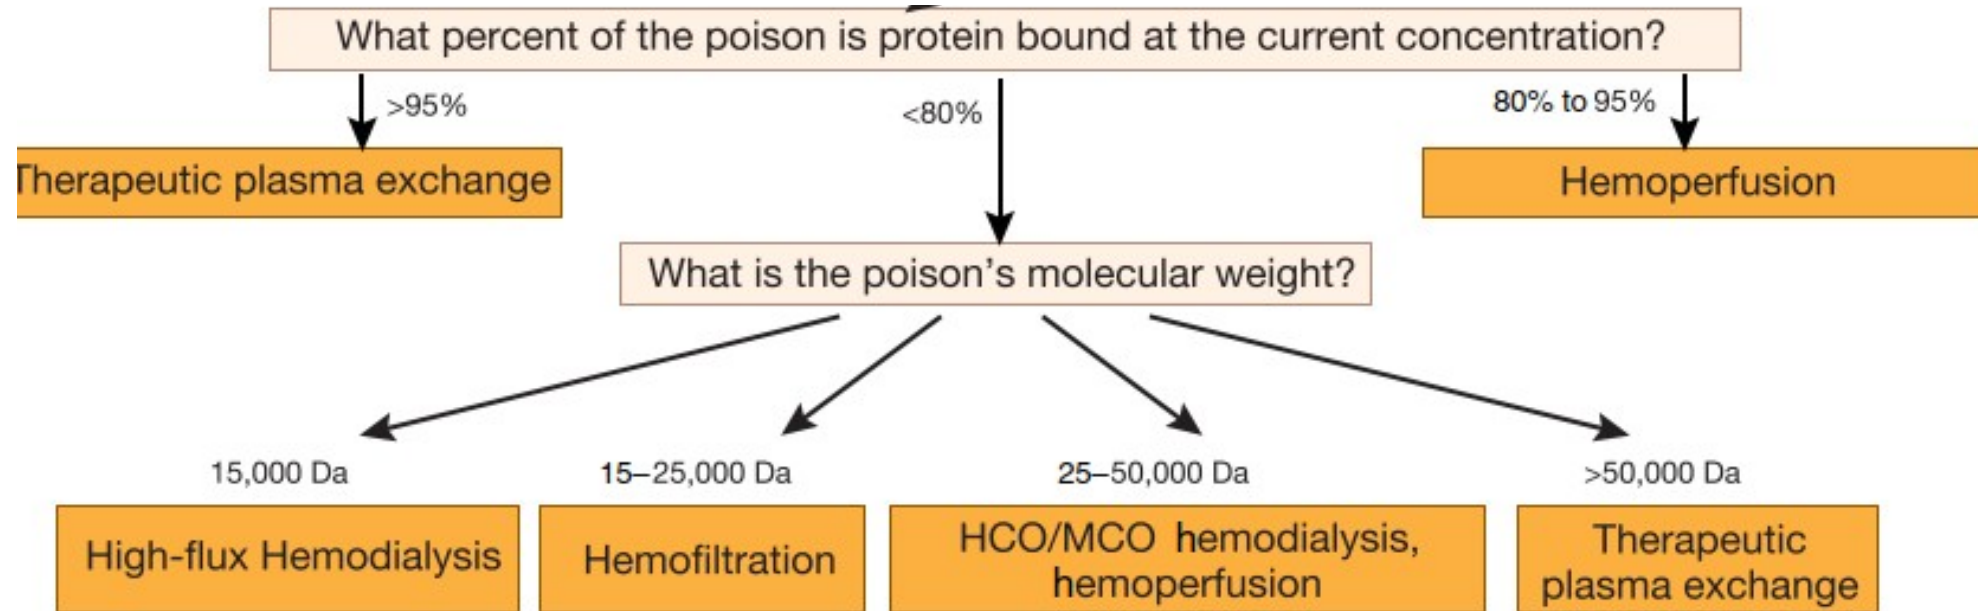 What percent of the poison is protein bound at the current concentration?
>95%
<80%
80% to 95%
Therapeutic plasma exchange
Hemoperfusion
What is the poison's molecular weight?
15,000 Da
15–25,000 Da
25–50,000 Da
>50,000 Da
High-flux Hemodialysis
Hemofiltration
HCO/MCO hemodialysis,
hemoperfusion
Therapeutic
plasma exchange